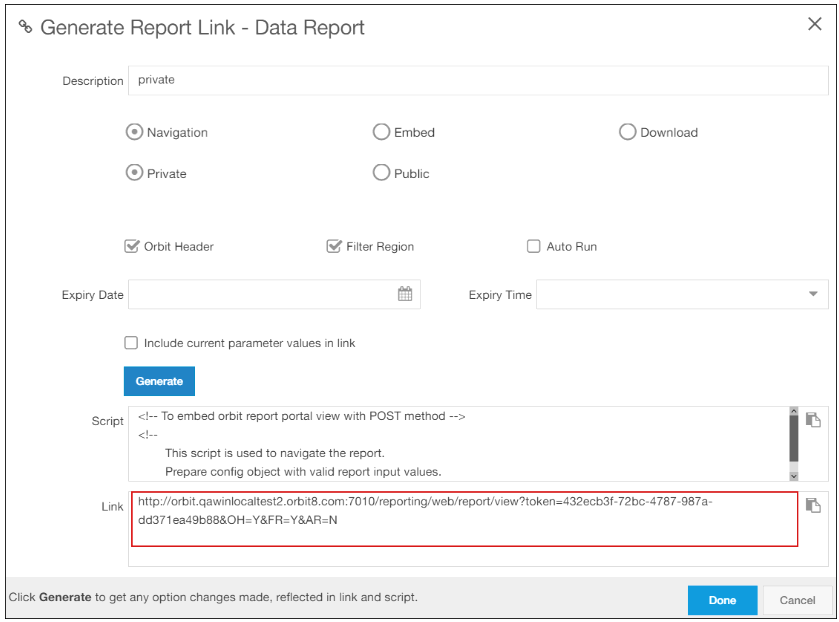 Generate Report Link - Data Report
Description private
Navigation Embed Download
Private Public
Orbit Header Filter Region Auto Run
Expiry Date Expiry Time
Include current parameter values in link
Generate
Script <!-- To embed orbit report portal view with POST method -->
<!--
This script is used to navigate the report.
Prepare config object with valid report input values.
Link http://orbit.qawinlocaltest2.orbit8.com:7010/reporting/web/report/view?token=432ecb3f-72bc-4787-987a-
dd371ea49b88&OH=Y&FR=Y&AR=N
Click Generate to get any option changes made, reflected in link and script.
Done Cancel